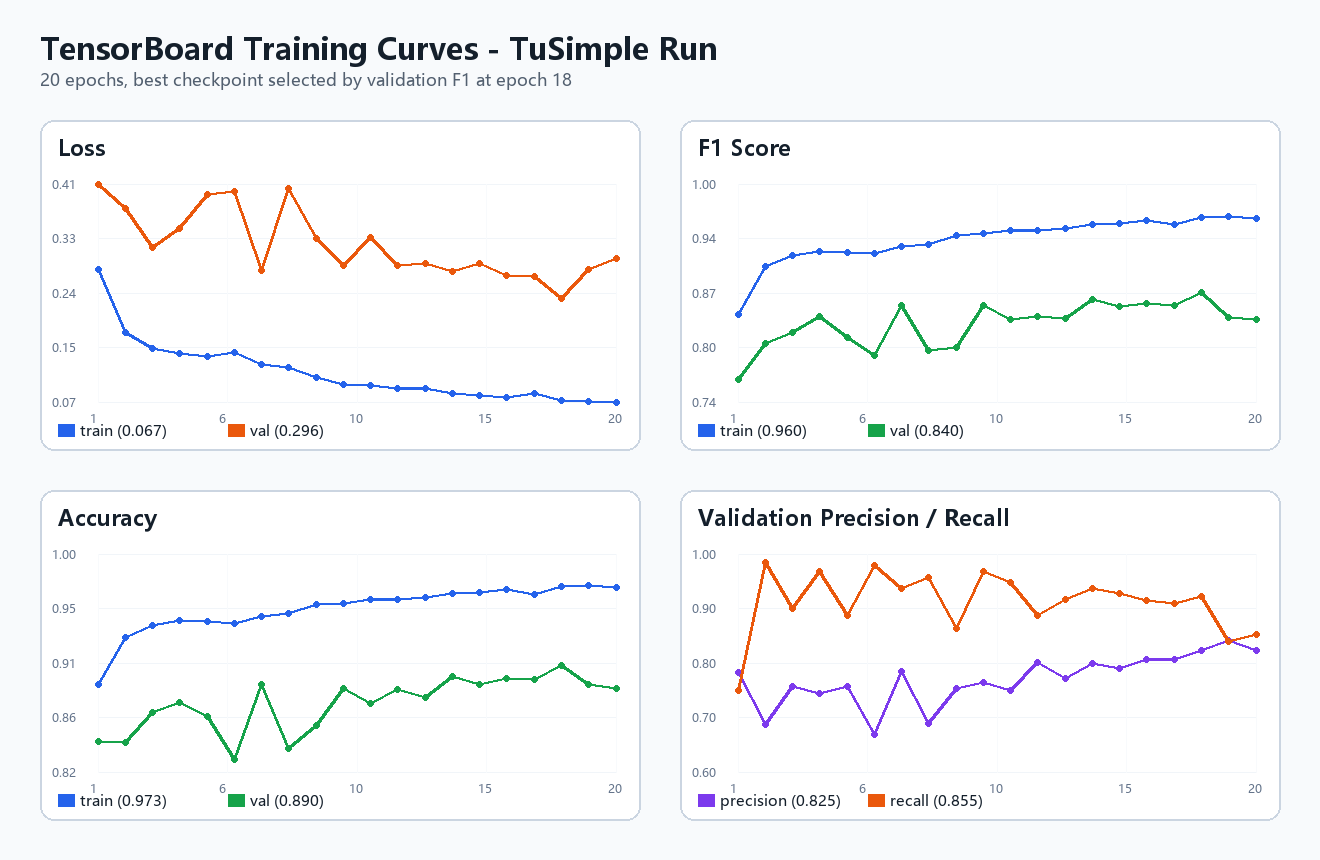 TensorBoard Training Curves - TuSimple Run
20 epochs, best checkpoint selected by validation F1 at epoch 18
Loss
0.41
0.33
0.24
0.15
0.07
1 6 10 15 20
train (0.067) val (0.296)
F1 Score
1.00
0.94
0.87
0.80
0.74
1 6 10 15 20
train (0.960) val (0.840)
Accuracy
1.00
0.95
0.91
0.86
0.82
1 6 10 15 20
train (0.973) val (0.890)
Validation Precision / Recall
1.00
0.90
0.80
0.70
0.60
1 6 10 15 20
precision (0.825) recall (0.855)